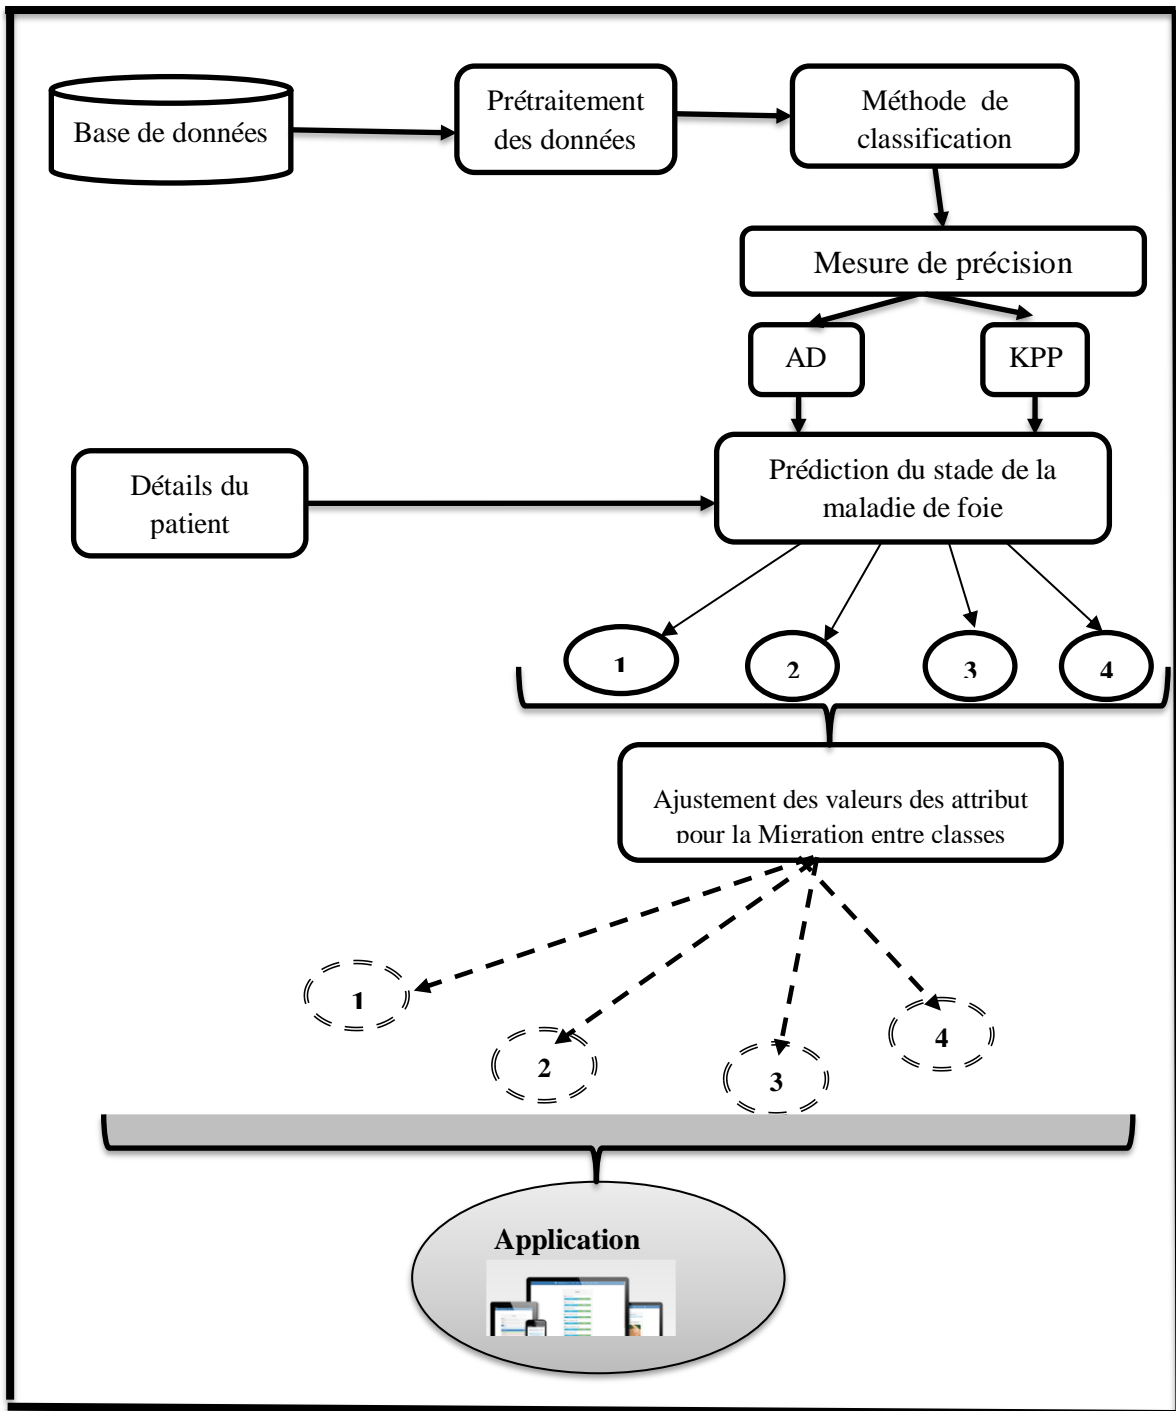 Base de données
Prétraitement
des données
Méthode de
classification
Mesure de précision
AD
KPP
Détails du
patient
Prédiction du stade de la
maladie de foie
1
2
3
4
Ajustement des valeurs des attribut
pour la Migration entre classes
1
2
3
4
Application